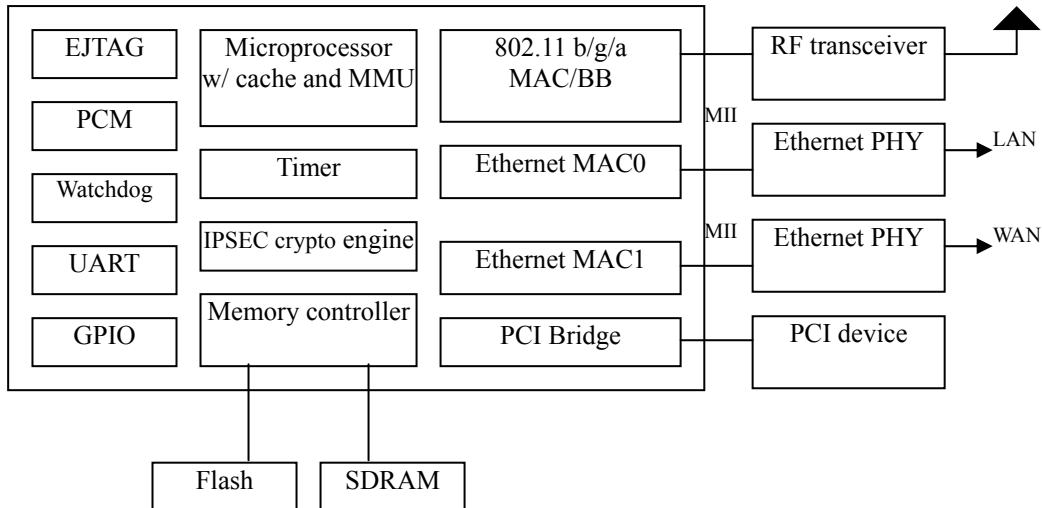 EJTAG
PCM
Watchdog
UART
GPIO
Microprocessor
w/ cache and MMU
Timer
IPSEC crypto engine
Memory controller
802.11 b/g/a
MAC/BB
Ethernet MAC0
Ethernet MAC1
PCI Bridge
MII
MII
RF transceiver
Ethernet PHY
LAN
Ethernet PHY
WAN
PCI device
Flash
SDRAM